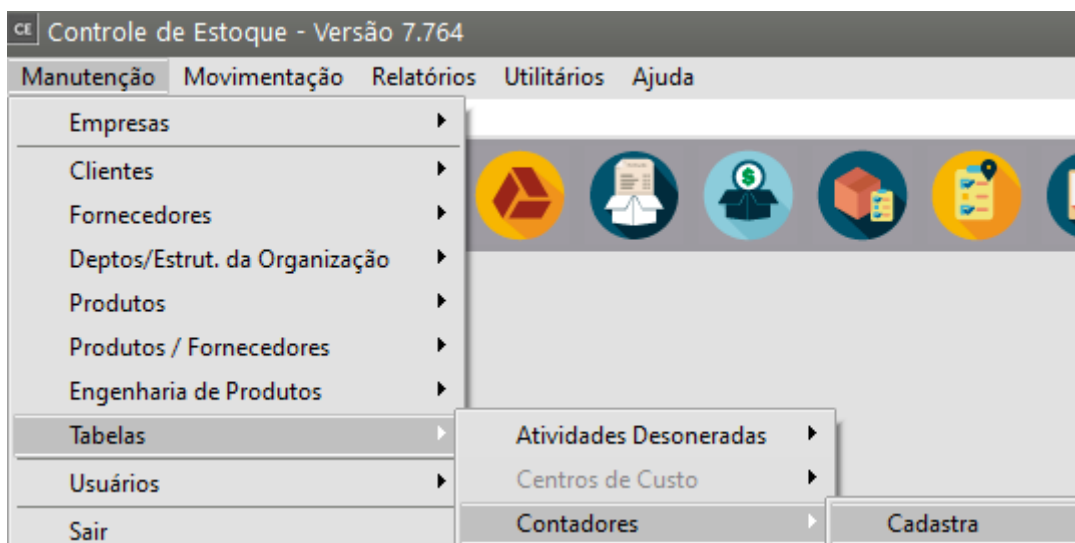 CE Controle de Estoque - Versão 7.764
Manutenção Movimentação Relatórios Utilitários Ajuda
Empresas
Clientes
Fornecedores
Deptos/Estrut. da Organização
Produtos
Produtos / Fornecedores
Engenharia de Produtos
Tabelas Atividades Desoneradas
Usuários Centros de Custo
Sair Contadores Cadastra